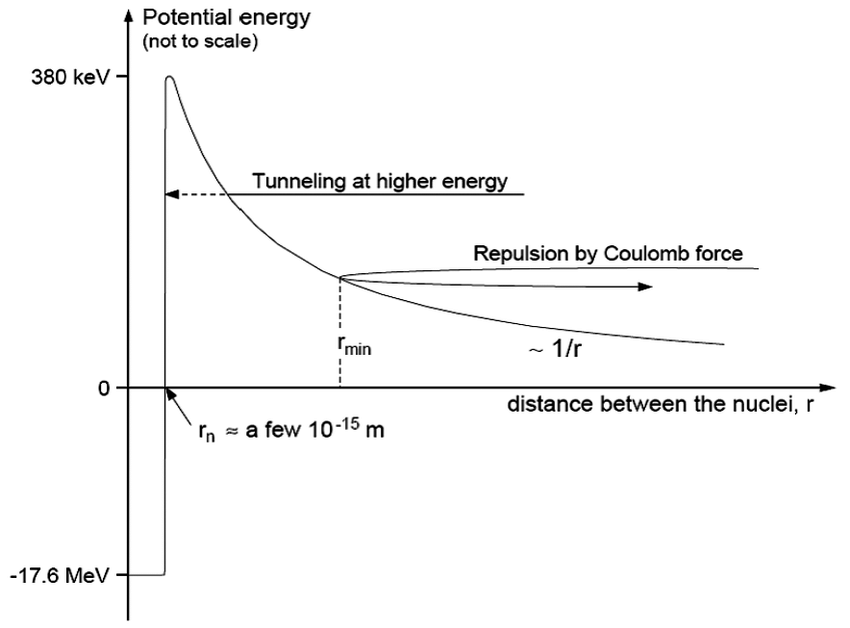 Potential energy
(not to scale)
380 keV
Tunneling at higher energy
Repulsion by Coulomb force
r_min
~ 1/r
0
distance between the nuclei, r
r_n ≈ a few 10^-15 m
-17.6 MeV